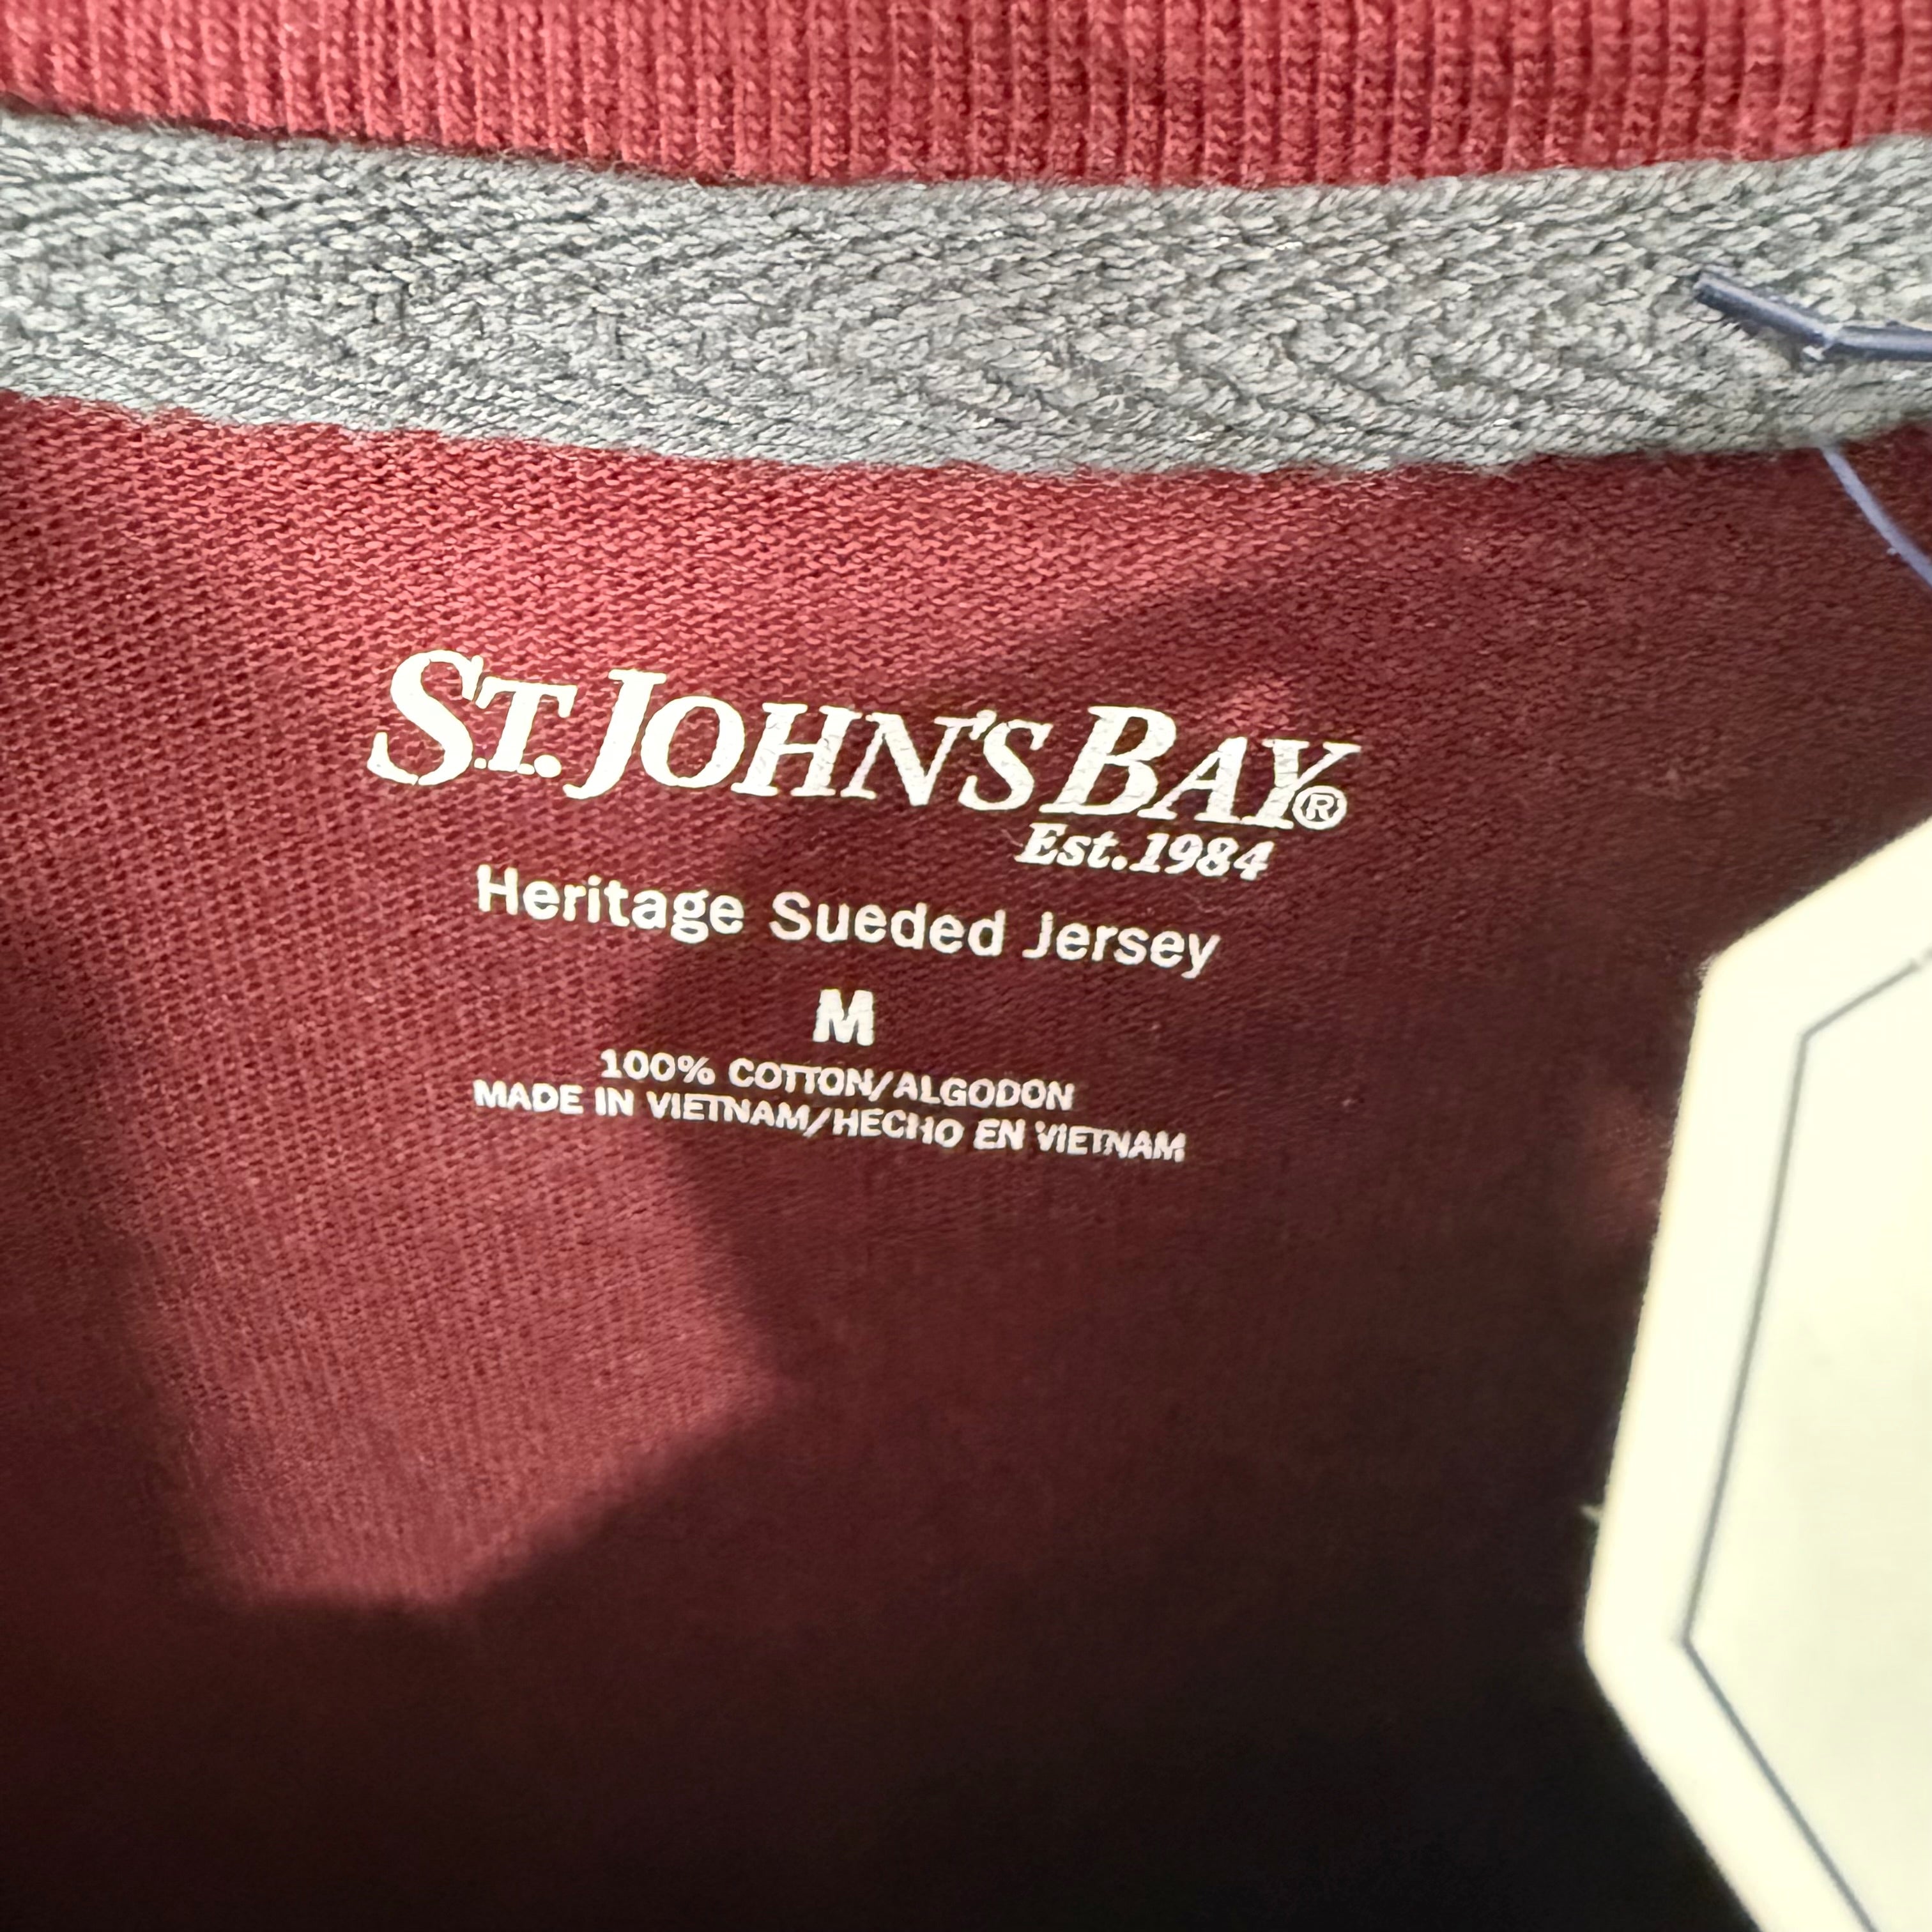 ST. JOHN'S BAY®
Est. 1984
Heritage Sueded Jersey
M
100% COTTON/ALGODON
MADE IN VIETNAM/HECHO EN VIETNAM